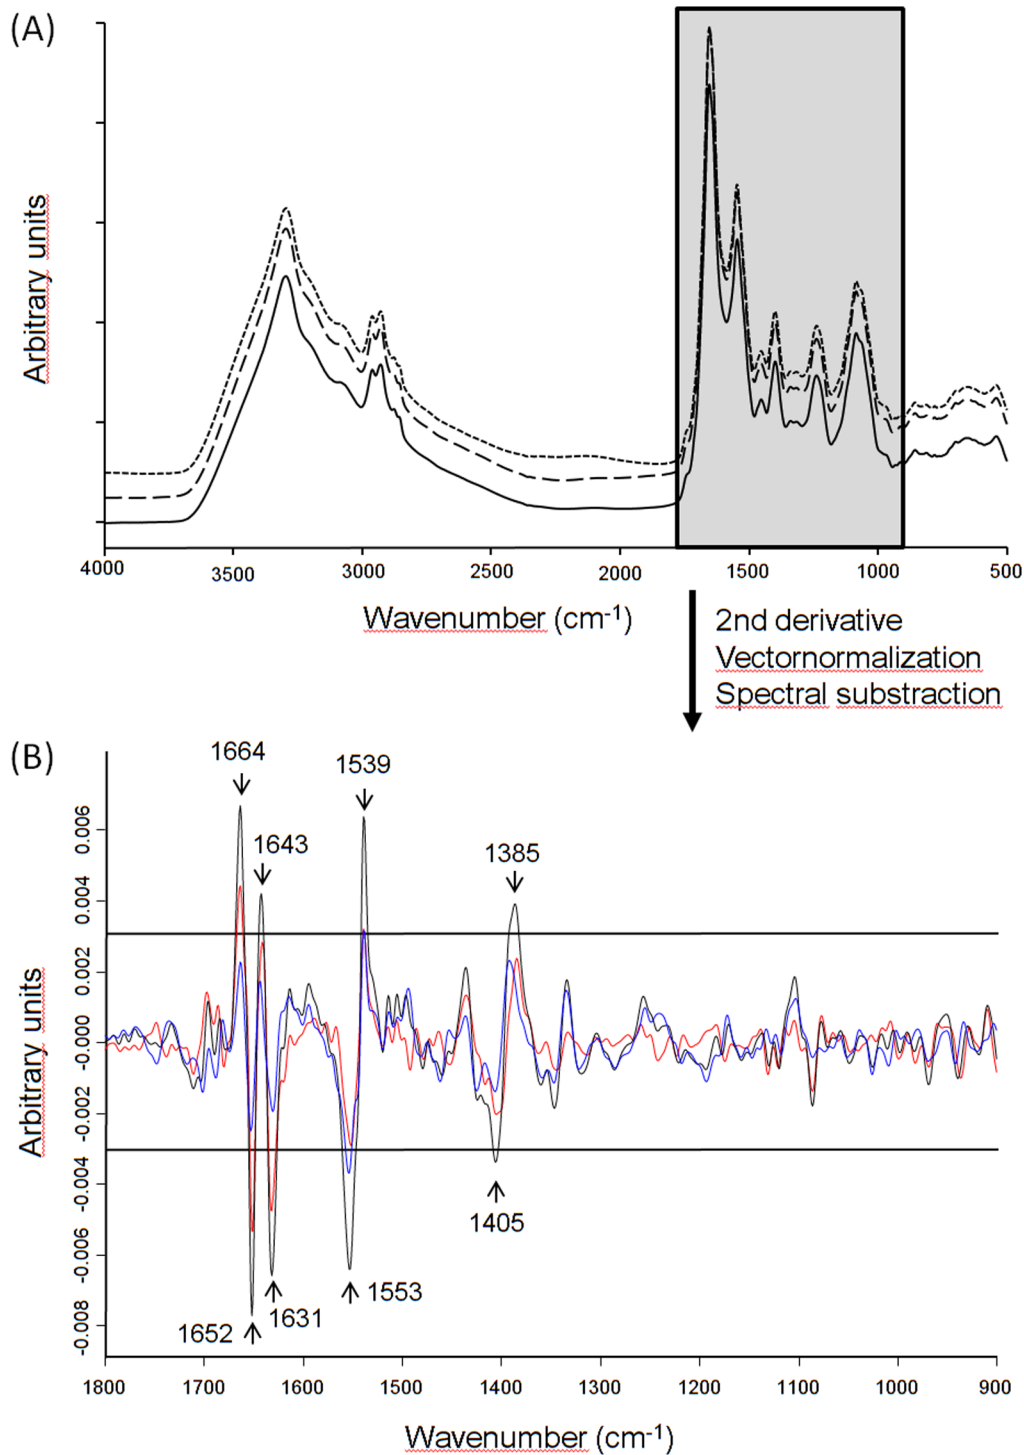 (A)
Arbitrary units
4000 3500 3000 2500 2000 1500 1000 500
Wavenumber (cm-1)
2nd derivative
Vectornormalization
Spectral substraction
(B)
1664
1539
1643
1385
0.006
0.004
0.002
-0.000
-0.002
-0.004
-0.006
-0.008
Arbitrary units
1405
1553
1631
1652
1800 1700 1600 1500 1400 1300 1200 1100 1000 900
Wavenumber (cm-1)